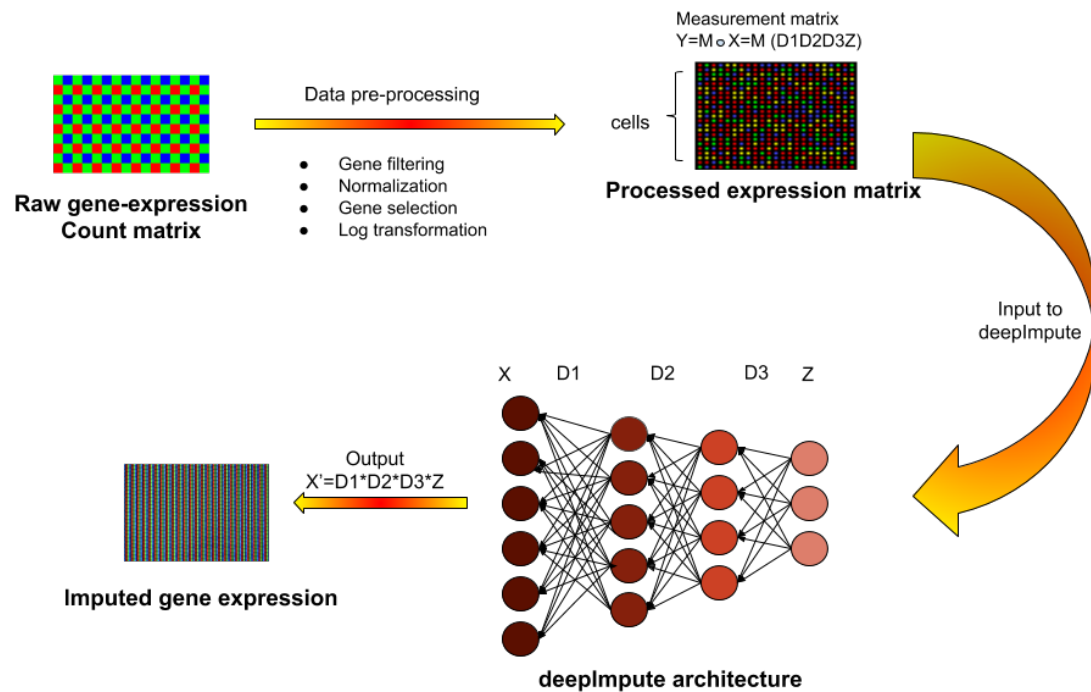 Measurement matrix
Y=M∘X=M (D1D2D3Z)
Data pre-processing
cells
● Gene filtering
● Normalization
● Gene selection
● Log transformation
Raw gene-expression
Count matrix
Processed expression matrix
Input to
deepImpute
X D1 D2 D3 Z
Output
X'=D1*D2*D3*Z
Imputed gene expression
deepImpute architecture